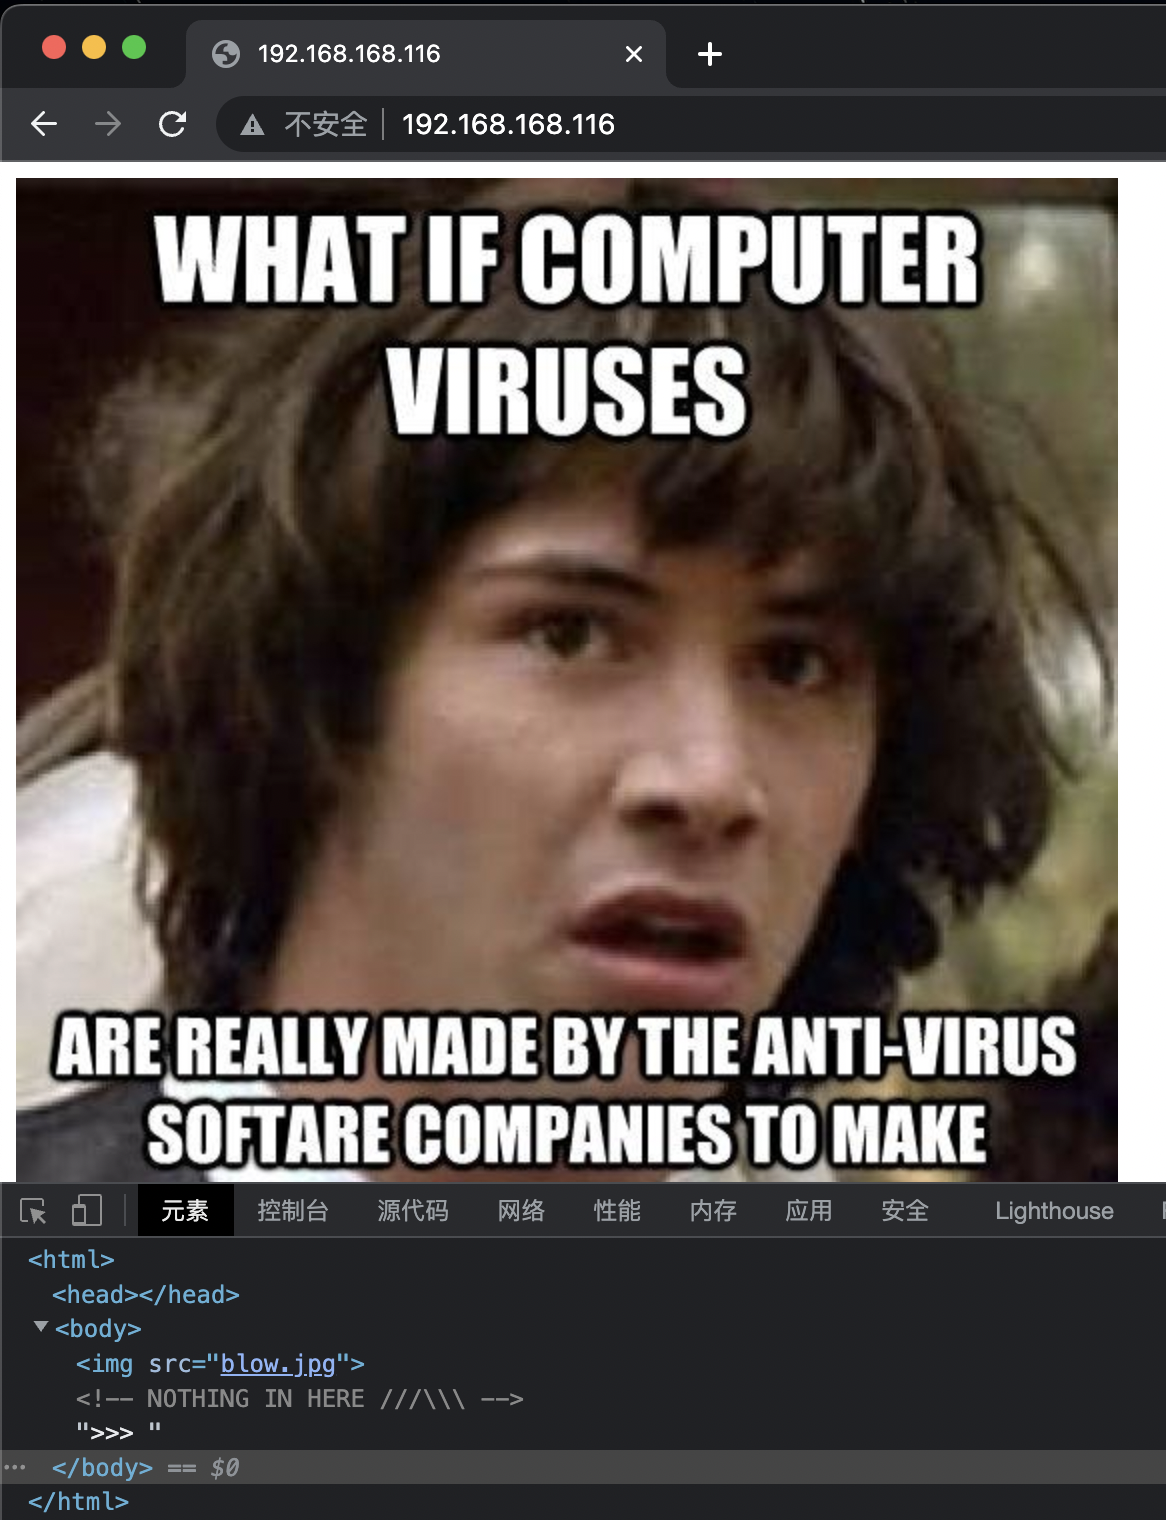 192.168.168.116
不安全 192.168.168.116
WHAT IF COMPUTER
VIRUSES
ARE REALLY MADE BY THE ANTI-VIRUS
SOFTARE COMPANIES TO MAKE
元素 控制台 源代码 网络 性能 内存 应用 安全 Lighthouse
<html>
<head></head>
<body>
<img src="blow.jpg">
<!-- NOTHING IN HERE ///\\\ -->
">>> "
</body> == $0
</html>